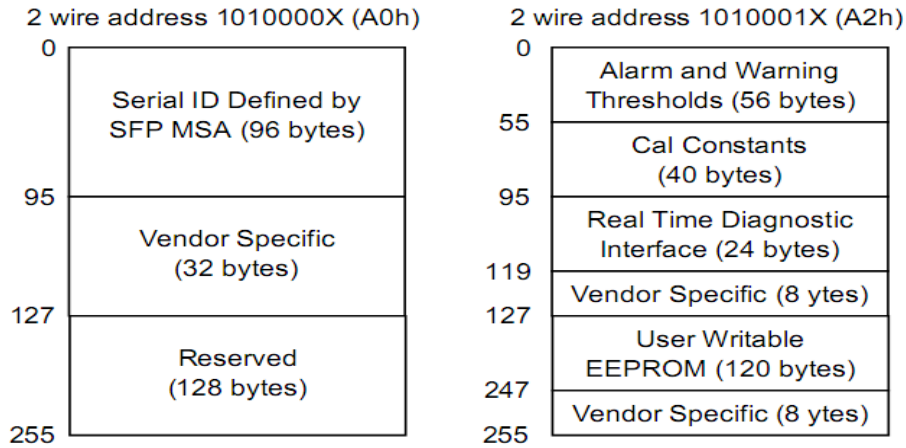 2 wire address 1010000X (A0h)
0
Serial ID Defined by
SFP MSA (96 bytes)
95
Vendor Specific
(32 bytes)
127
Reserved
(128 bytes)
255
2 wire address 1010001X (A2h)
0
Alarm and Warning
Thresholds (56 bytes)
55
Cal Constants
(40 bytes)
95
Real Time Diagnostic
Interface (24 bytes)
119
Vendor Specific (8 ytes)
127
User Writable
EEPROM (120 bytes)
247
Vendor Specific (8 ytes)
255